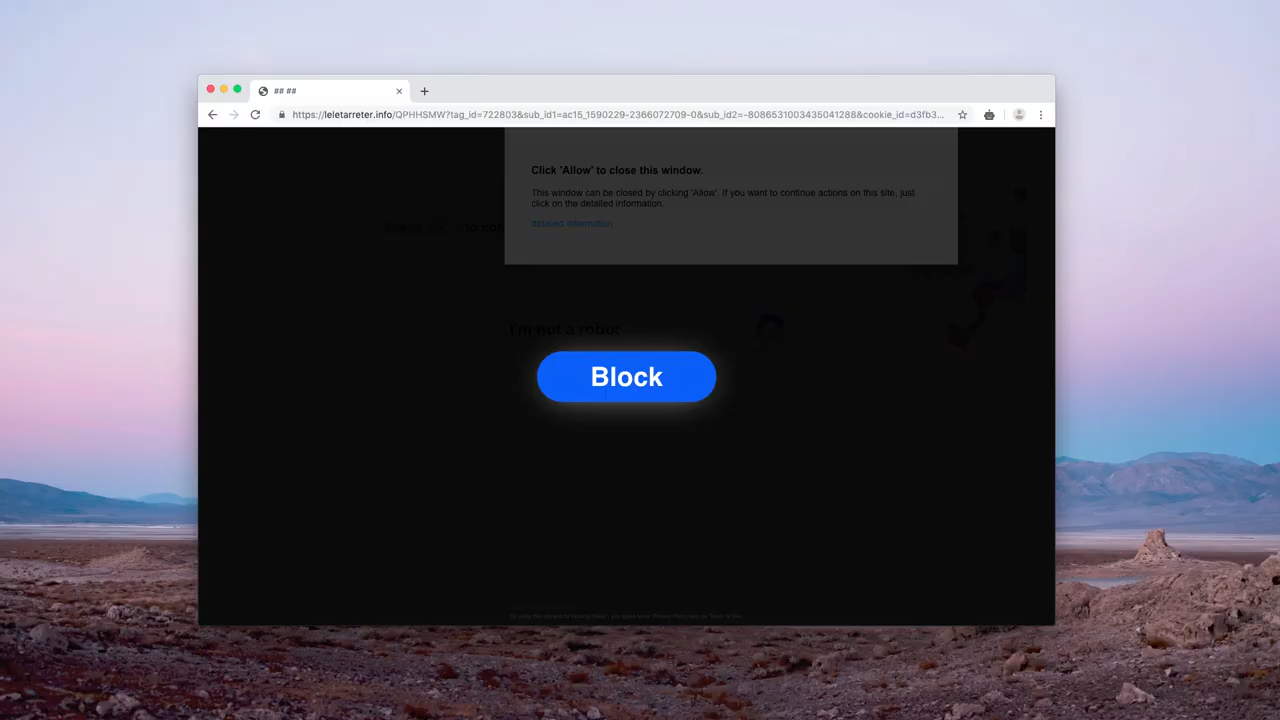 ## ##
https://leletarreter.info/QPHHSMW?tag_id=722803&sub_id1=ac15_1590229-2366072709-0&sub_id2=-8086531003435041288&cookie_id=d3fb3...
Click 'Allow' to close this window.
This window can be closed by clicking 'Allow'. If you want to continue actions on this site, just
click on the detailed information.
detailed information
I'm not a robot
Block